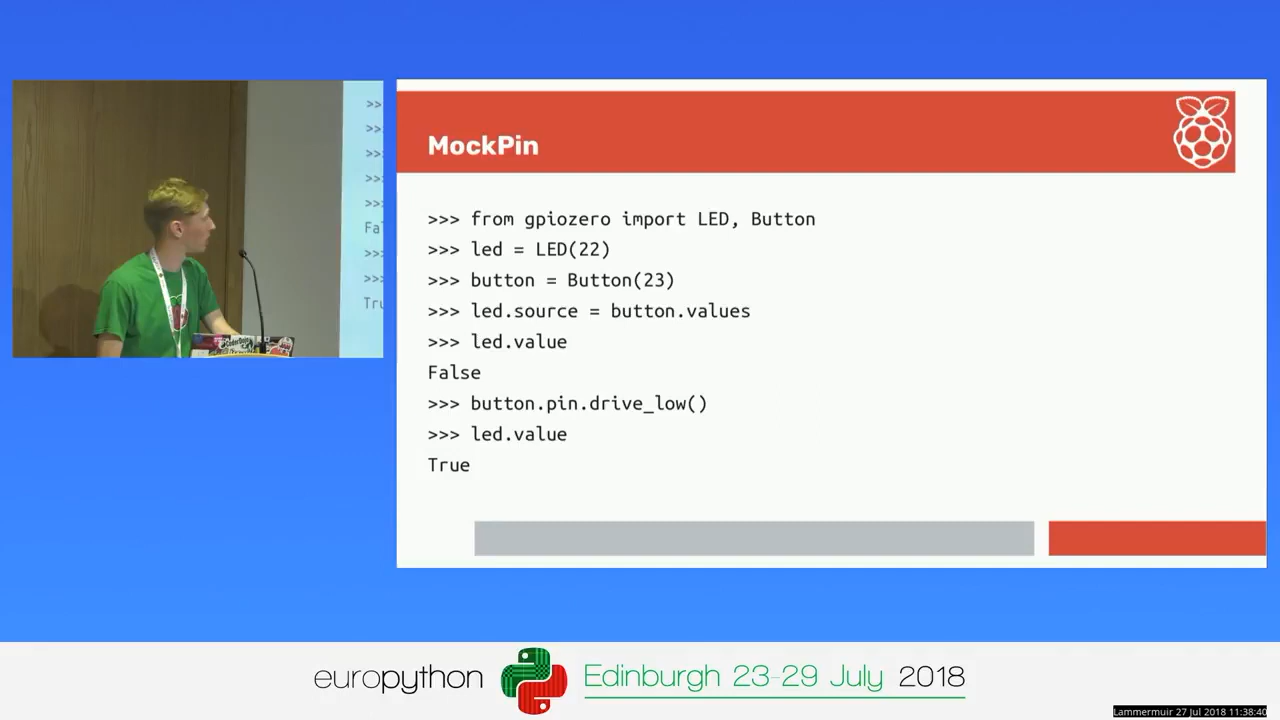 MockPin
>>> from gpiozero import LED, Button
>>> led = LED(22)
>>> button = Button(23)
>>> led.source = button.values
>>> led.value
False
>>> button.pin.drive_low()
>>> led.value
True
>>
>>
>>
>>
>>
Fa
>>
>>
Tru
europython
Edinburgh 23-29 July 2018
Lammermuir 27 Jul 2018 11:38:40